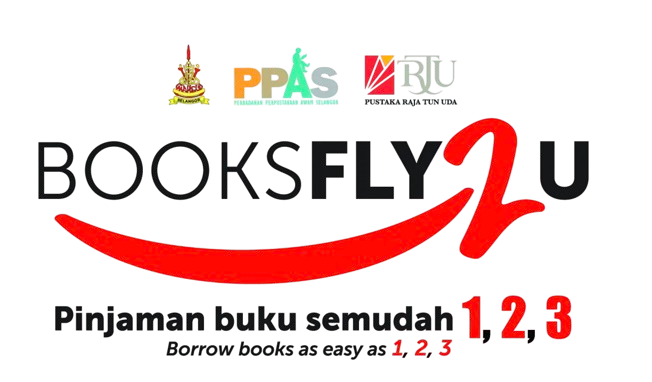 SELANGOR
PPAS
PERBADANAN PERPUSTAKAAN AWAM SELANGOR
RTU
PUSTAKA RAJA TUN UDA
BOOKSFLY2U
Pinjaman buku semudah 1, 2, 3
Borrow books as easy as 1, 2, 3